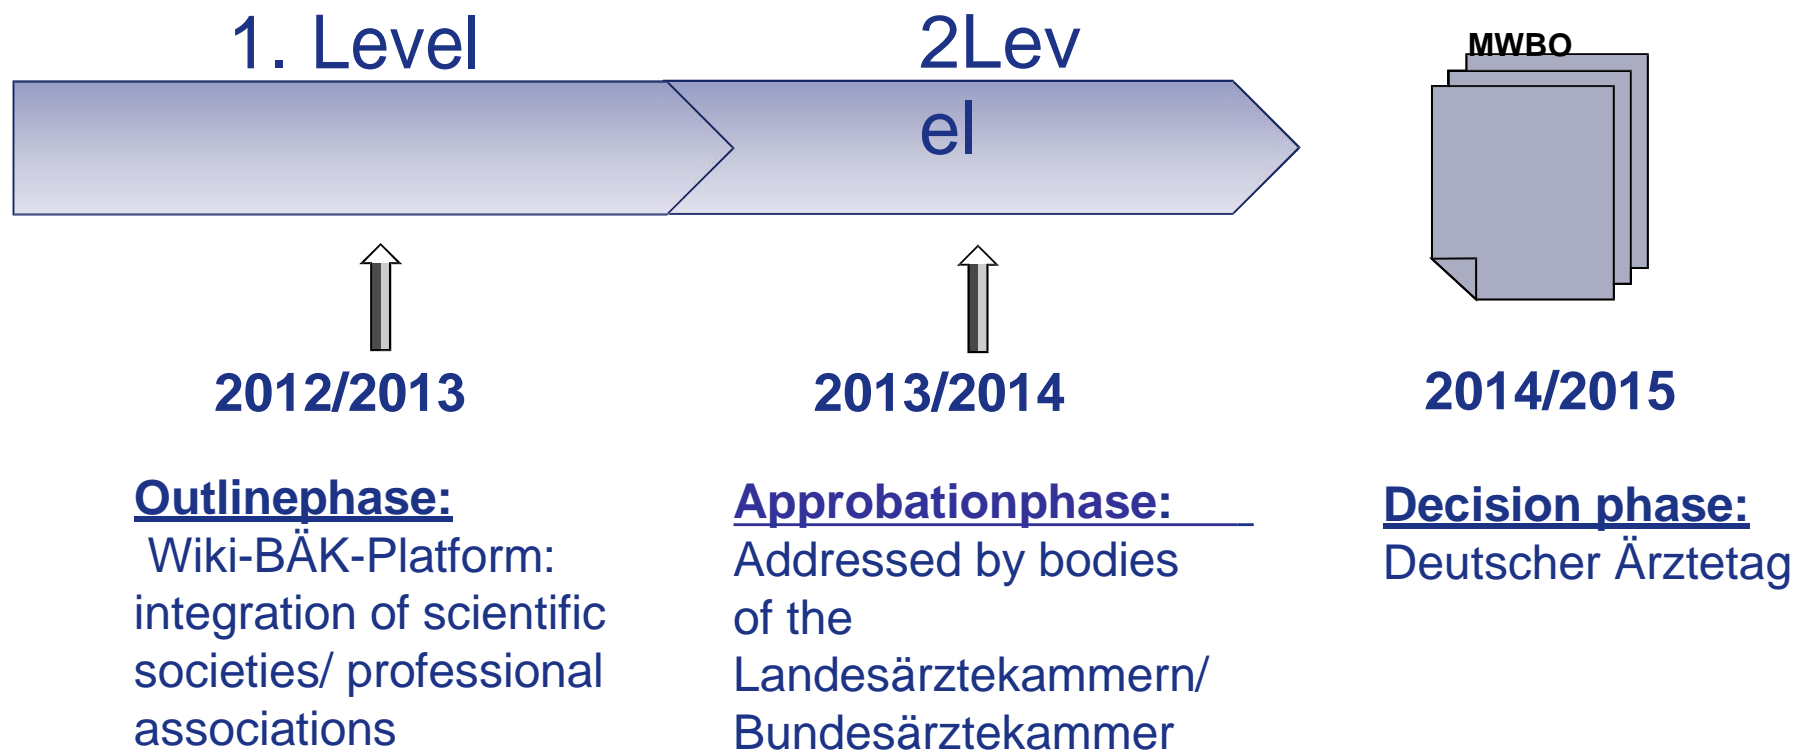 1. Level
2Lev
el
MWBO
2012/2013
2013/2014
2014/2015
Outlinephase:
Wiki-BÄK-Platform:
integration of scientific
societies/ professional
associations
Approbationphase:
Addressed by bodies
of the
Landesärztekammern/
Bundesärztekammer
Decision phase:
Deutscher Ärztetag